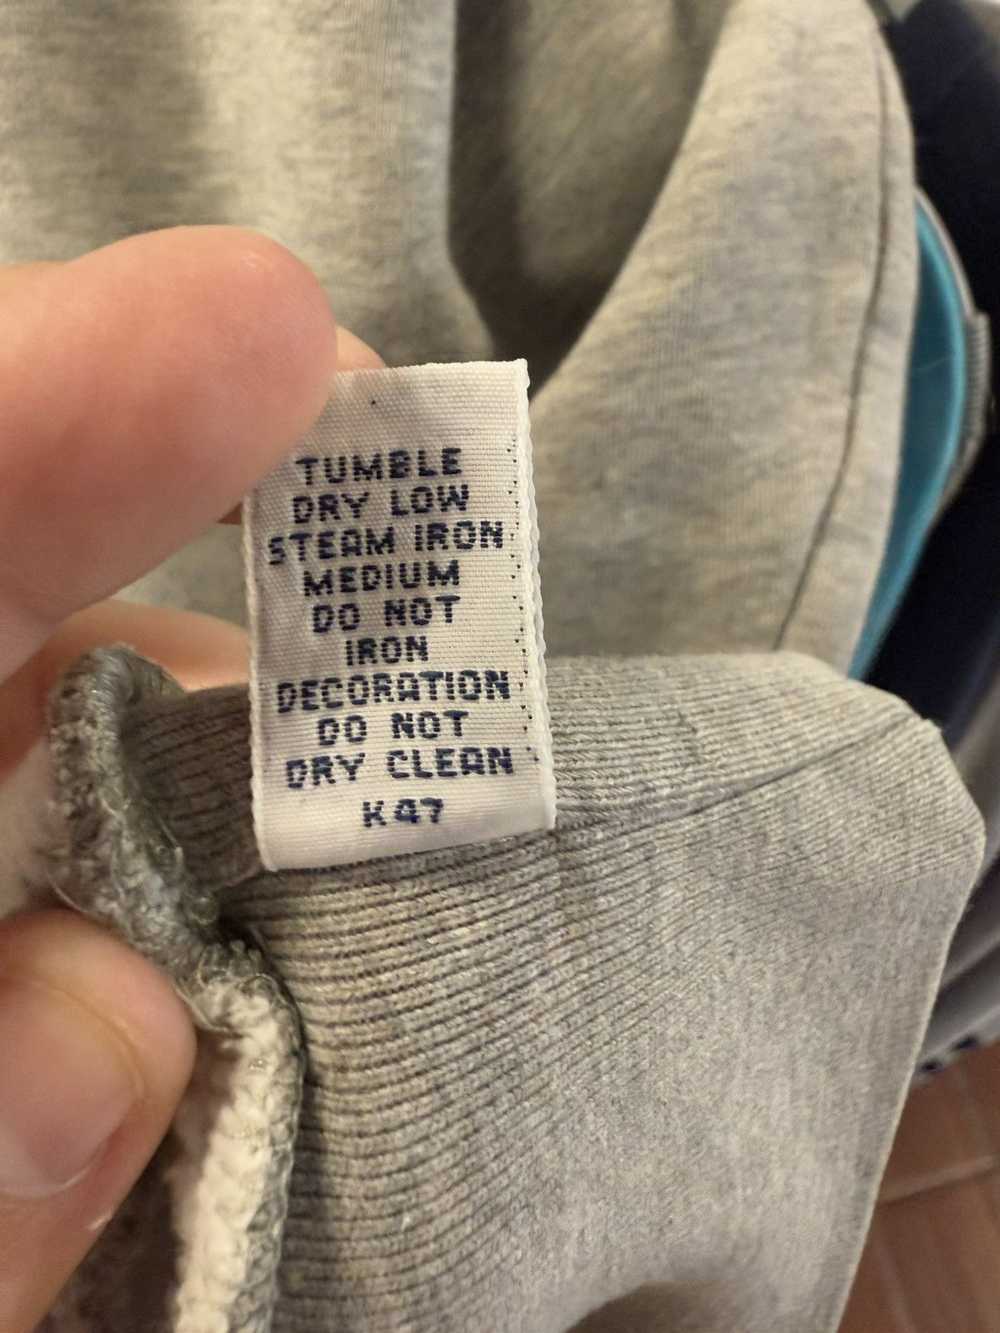 TUMBLE
DRY LOW
STEAM IRON
MEDIUM
DO NOT
IRON
DECORATION
DO NOT
DRY CLEAN
K47